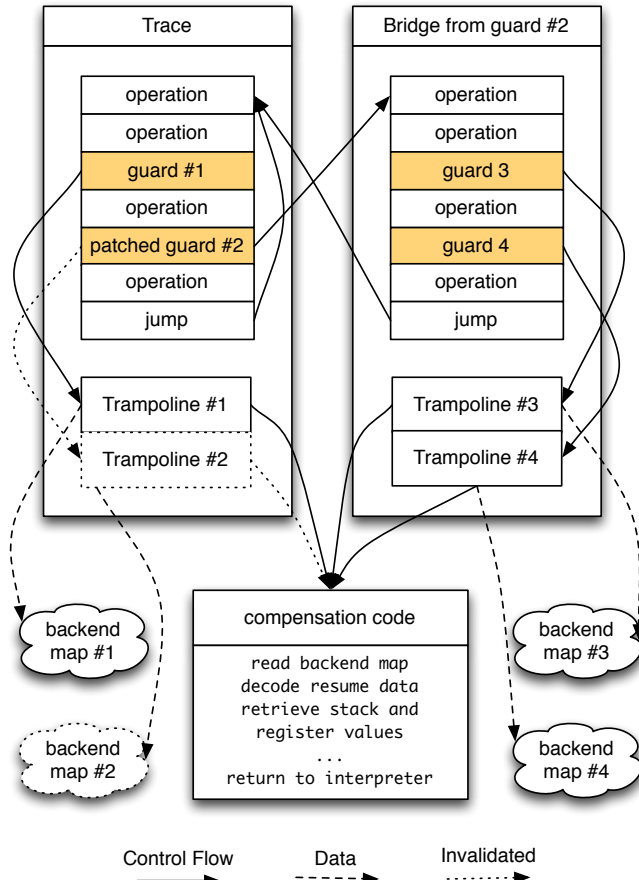 Trace
operation
operation
guard #1
operation
patched guard #2
operation
jump
Trampoline #1
Trampoline #2
Bridge from guard #2
operation
operation
guard 3
operation
guard 4
operation
jump
Trampoline #3
Trampoline #4
backend
map #1
backend
map #2
compensation code
read backend map
decode resume data
retrieve stack and
register values
...
return to interpreter
backend
map #3
backend
map #4
Control Flow
Data
Invalidated